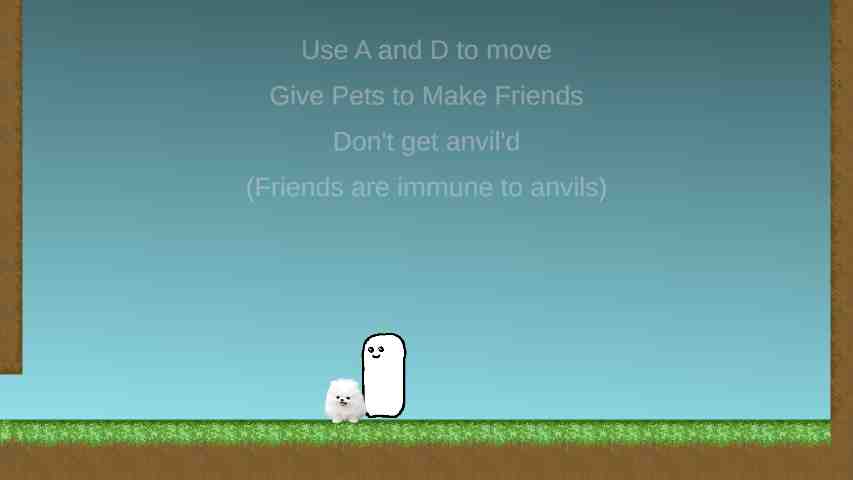 Use A and D to move
Give Pets to Make Friends
Don't get anvil'd
(Friends are immune to anvils)